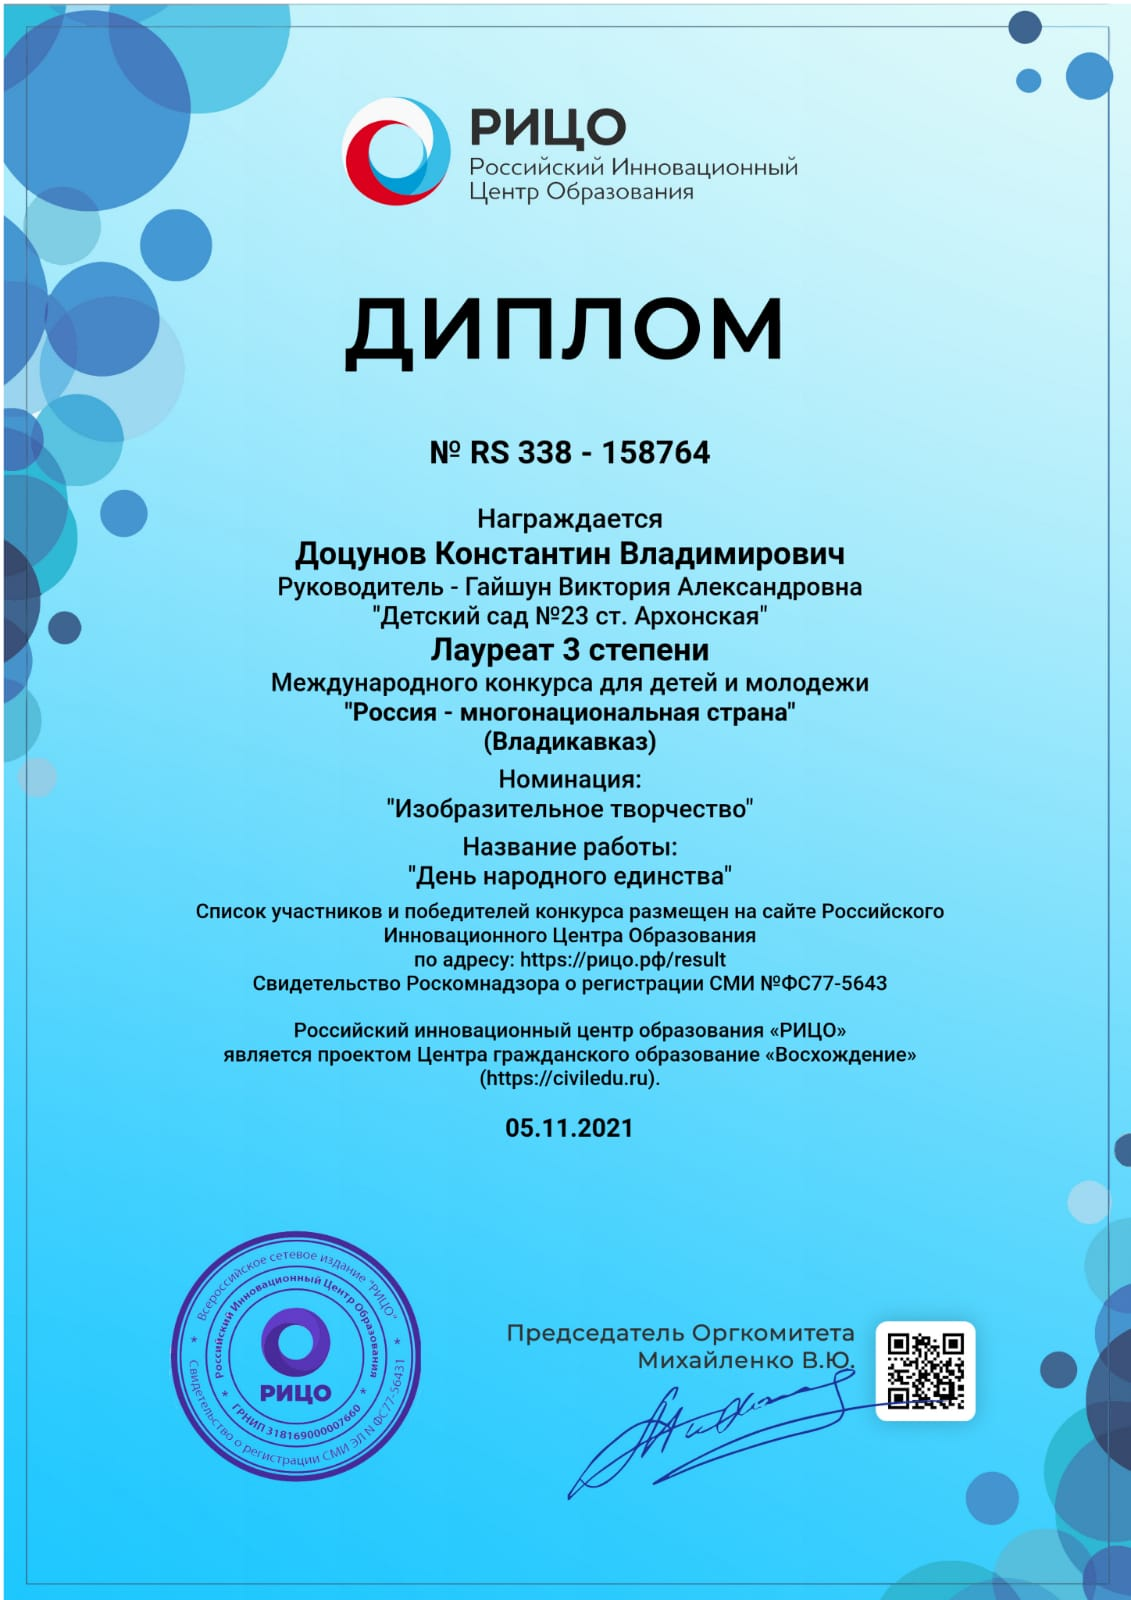 РИЦО
Российский Инновационный
Центр Образования
ДИПЛОМ
№ RS 338 - 158764
Награждается
Доцунов Константин Владимирович
Руководитель - Гайшун Виктория Александровна
"Детский сад №23 ст. Архонская"
Лауреат 3 степени
Международного конкурса для детей и молодежи
"Россия - многонациональная страна"
(Владикавказ)
Номинация:
"Изобразительное творчество"
Название работы:
"День народного единства"
Список участников и победителей конкурса размещен на сайте Российского
Инновационного Центра Образования
по адресу: https://рицо.рф/result
Свидетельство Роскомнадзора о регистрации СМИ №ФС77-5643
Российский инновационный центр образования «РИЦО»
является проектом Центра гражданского образование «Восхождение»
(https://civiledu.ru).
05.11.2021
Всероссийское сетевое издание "РИЦО"
Российский Инновационный Центр Образования
РИЦО
ГРНИП 318169000007660
Свидетельство о регистрации СМИ ЭЛ N ФС77-56431
Председатель Оргкомитета
Михайленко В.Ю.